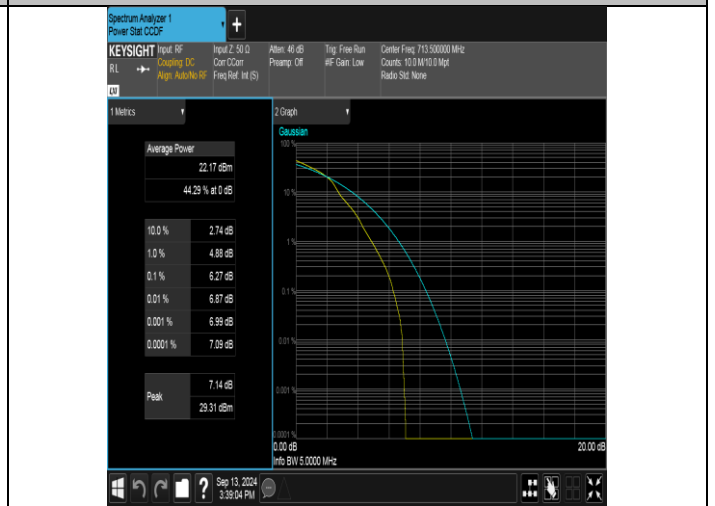 Spectrum Analyzer 1
Power Stat CCDF
+
KEYSIGHT Input: RF Input Z: 50 Ω Atten: 46 dB Trig: Free Run Center Freq: 713.500000 MHz
RL Coupling: DC Corr CCorr Preamp: Off #IF Gain: Low Counts: 10.0 M/10.0 Mpt
Align: Auto/No RF Freq Ref: Int (S) Radio Std: None
LXI
1 Metrics
2 Graph
Average Power
22.17 dBm
44.29 % at 0 dB
10.0 % 2.74 dB
1.0 % 4.88 dB
0.1 % 6.27 dB
0.01 % 6.87 dB
0.001 % 6.99 dB
0.0001 % 7.09 dB
Peak 7.14 dB
29.31 dBm
Gaussian
100 %
10 %
1 %
0.1 %
0.01 %
0.001 %
0.0001 %
0.00 dB 20.00 dB
Info BW 5.0000 MHz
? Sep 13, 2024
3:39:04 PM